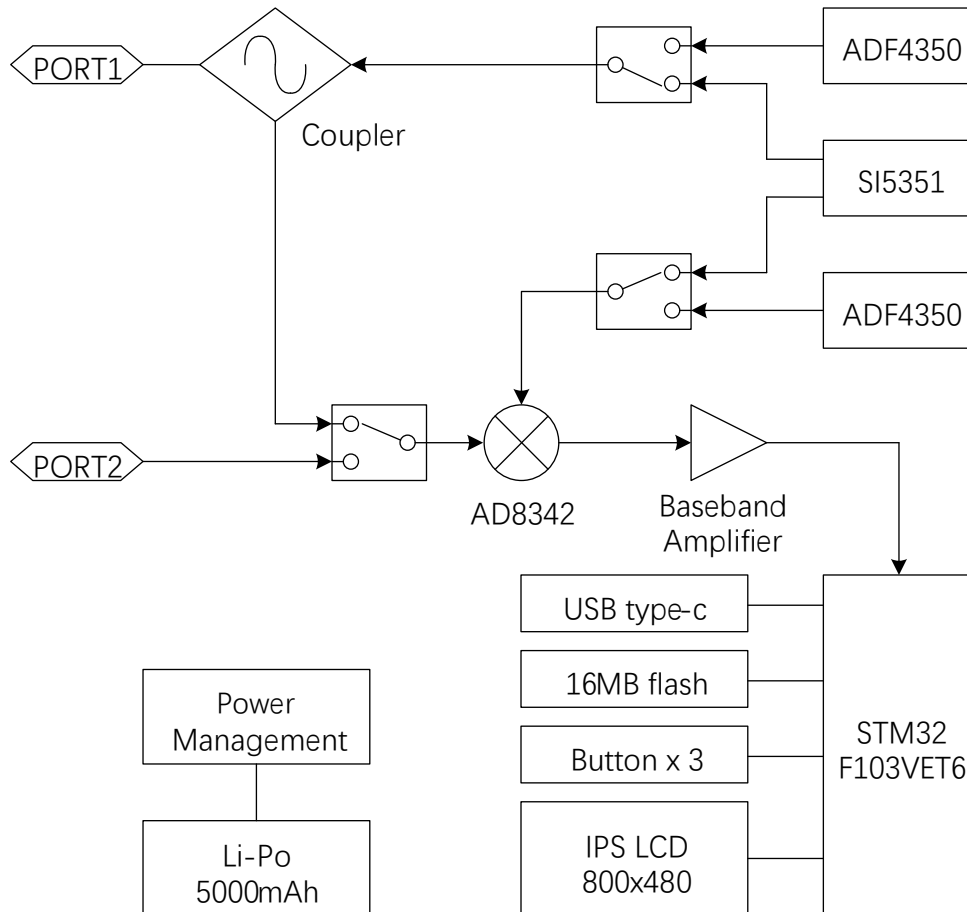 PORT1
Coupler
ADF4350
SI5351
ADF4350
PORT2
AD8342
Baseband
Amplifier
USB type-c
16MB flash
Button x 3
IPS LCD
800x480
STM32
F103VET6
Power
Management
Li-Po
5000mAh